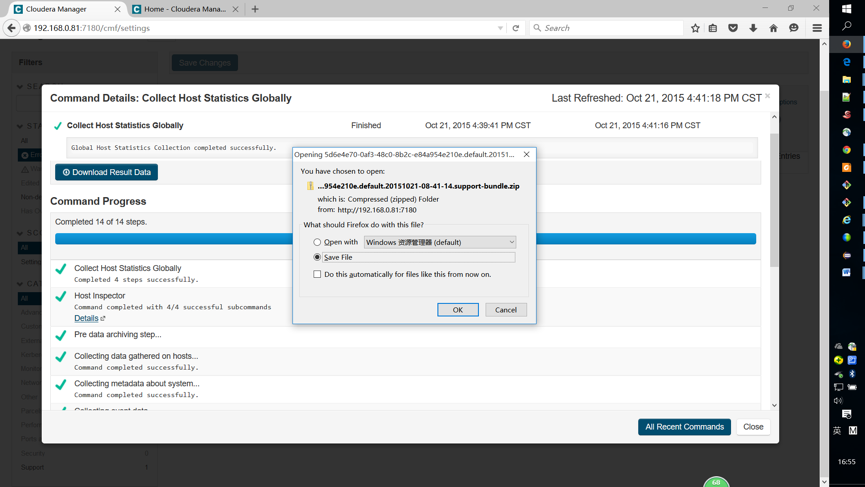 Cloudera Manager
Home - Cloudera Mana...
192.168.0.81:7180/cmf/settings
Search
Filters
Save Changes
Command Details: Collect Host Statistics Globally
Last Refreshed: Oct 21, 2015 4:41:18 PM CST
Collect Host Statistics Globally
Finished
Oct 21, 2015 4:39:41 PM CST
Oct 21, 2015 4:41:16 PM CST
Global Host Statistics Collection completed successfully.
Download Result Data
Command Progress
Completed 14 of 14 steps.
Collect Host Statistics Globally
Completed 4 steps successfully.
Host Inspector
Command completed with 4/4 successful subcommands
Details
Pre data archiving step...
Collecting data gathered on hosts...
Command completed successfully.
Collecting metadata about system...
Command completed successfully.
Collecting event data
All Recent Commands
Close
Opening 5d6e4e70-0af3-48c0-8b2c-e84a954e210e.default.20151...
You have chosen to open:
...954e210e.default.20151021-08-41-14.support-bundle.zip
which is: Compressed (zipped) Folder
from: http://192.168.0.81:7180
What should Firefox do with this file?
Open with
Windows 资源管理器 (default)
Save File
Do this automatically for files like this from now on.
OK
Cancel
Security
Support
68
英
M
16:55